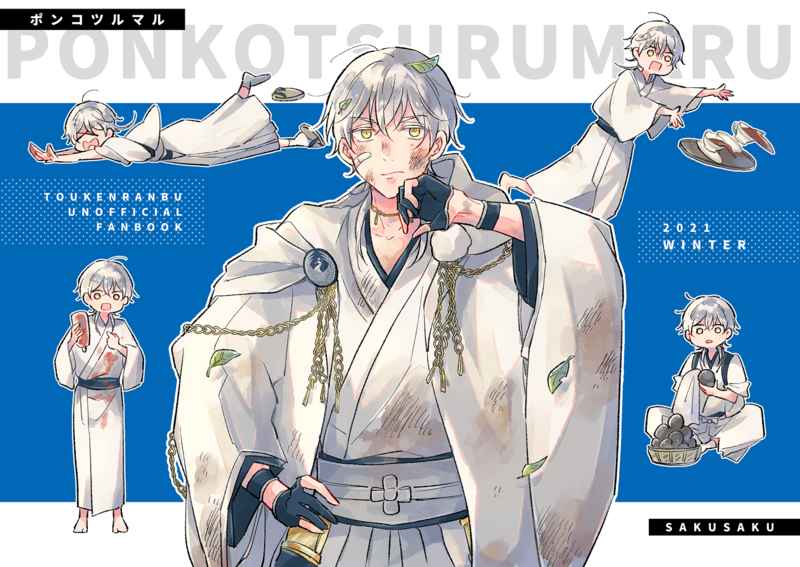 ポンコツルマル
PONKOTSURUMARU
TOUKENRANBU
UNOFFICIAL
FANBOOK
2021
WINTER
SAKUSAKU